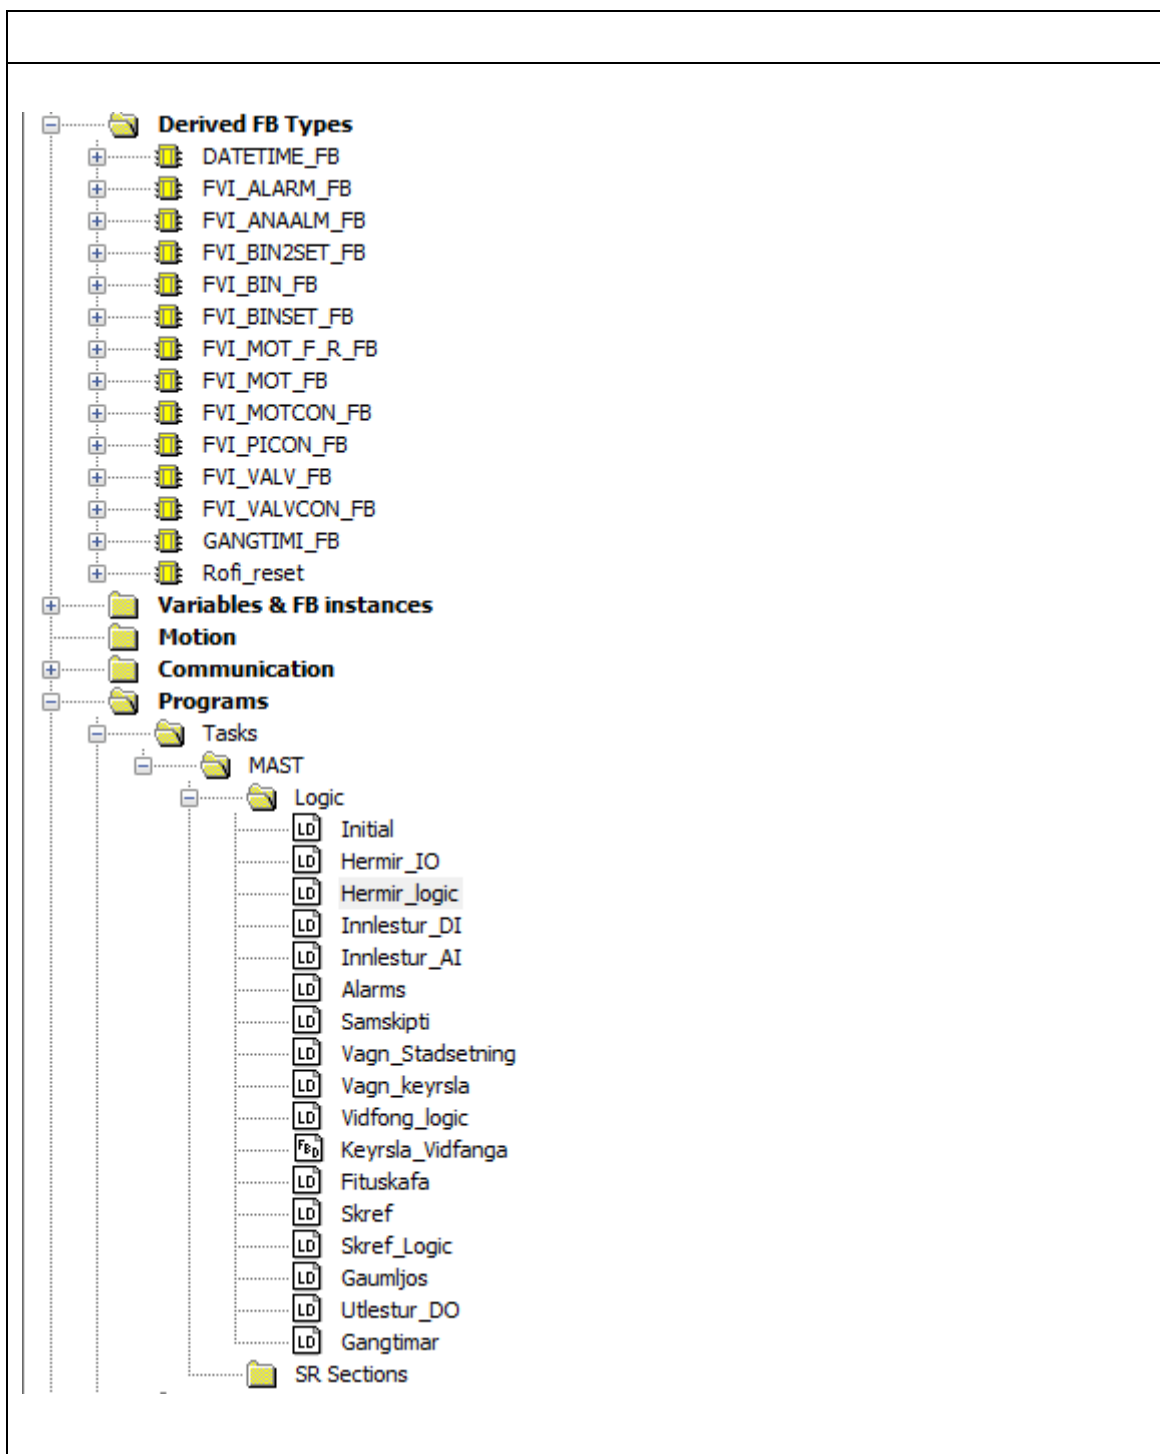 Derived FB Types
DATETIME_FB
FVI_ALARM_FB
FVI_ANAALM_FB
FVI_BIN2SET_FB
FVI_BIN_FB
FVI_BINSET_FB
FVI_MOT_F_R_FB
FVI_MOT_FB
FVI_MOTCON_FB
FVI_PICON_FB
FVI_VALV_FB
FVI_VALVCON_FB
GANGTIMI_FB
Rofi_reset
Variables & FB instances
Motion
Communication
Programs
Tasks
MAST
Logic
LD Initial
LD Hermir_IO
LD Hermir_logic
LD Innlestur_DI
LD Innlestur_AI
LD Alarms
LD Samskipti
LD Vagn_Stadsetning
LD Vagn_keyrsla
LD Vidfong_logic
FBD Keyrsla_Vidfanga
LD Fituskafa
LD Skref
LD Skref_Logic
LD Gaumljos
LD Utlestur_DO
LD Gangtimar
SR Sections